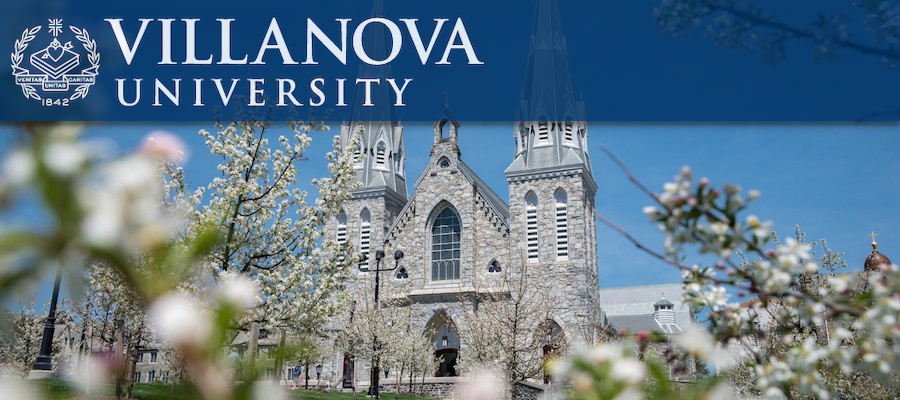 VILLANOVA
UNIVERSITY
VERITAS UNITAS CARITAS
1842